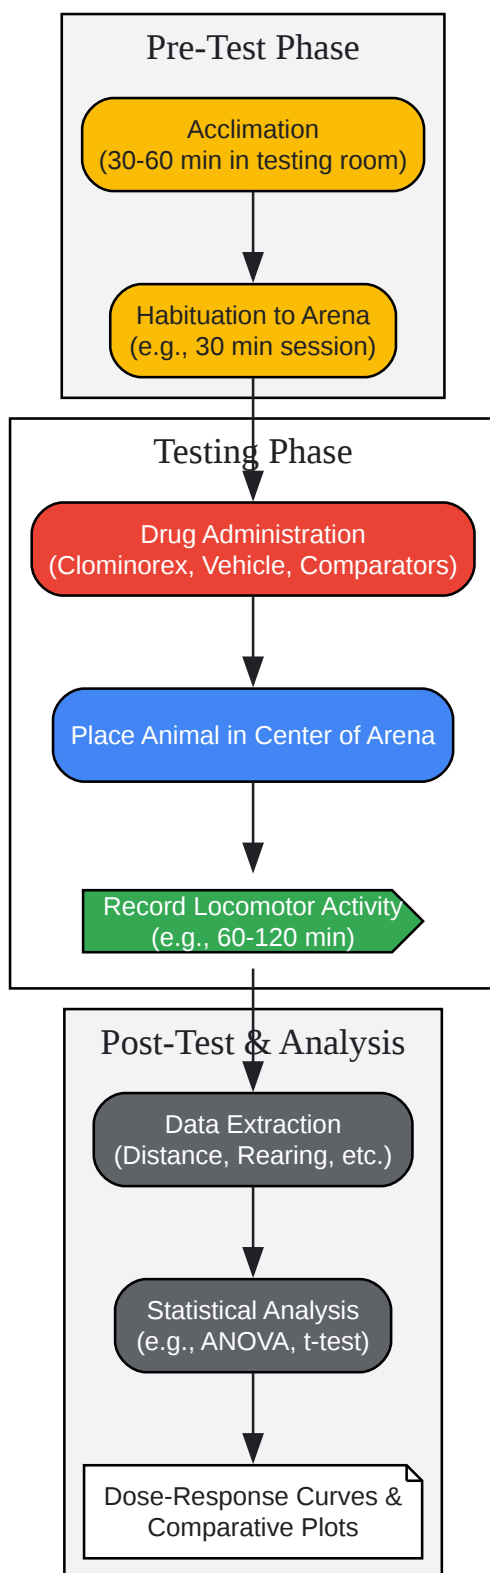 Pre-Test Phase
Acclimation
(30-60 min in testing room)
Habituation to Arena
(e.g., 30 min session)
Testing Phase
Drug Administration
(Clominorex, Vehicle, Comparators)
Place Animal in Center of Arena
Record Locomotor Activity
(e.g., 60-120 min)
Post-Test & Analysis
Data Extraction
(Distance, Rearing, etc.)
Statistical Analysis
(e.g., ANOVA, t-test)
Dose-Response Curves &
Comparative Plots